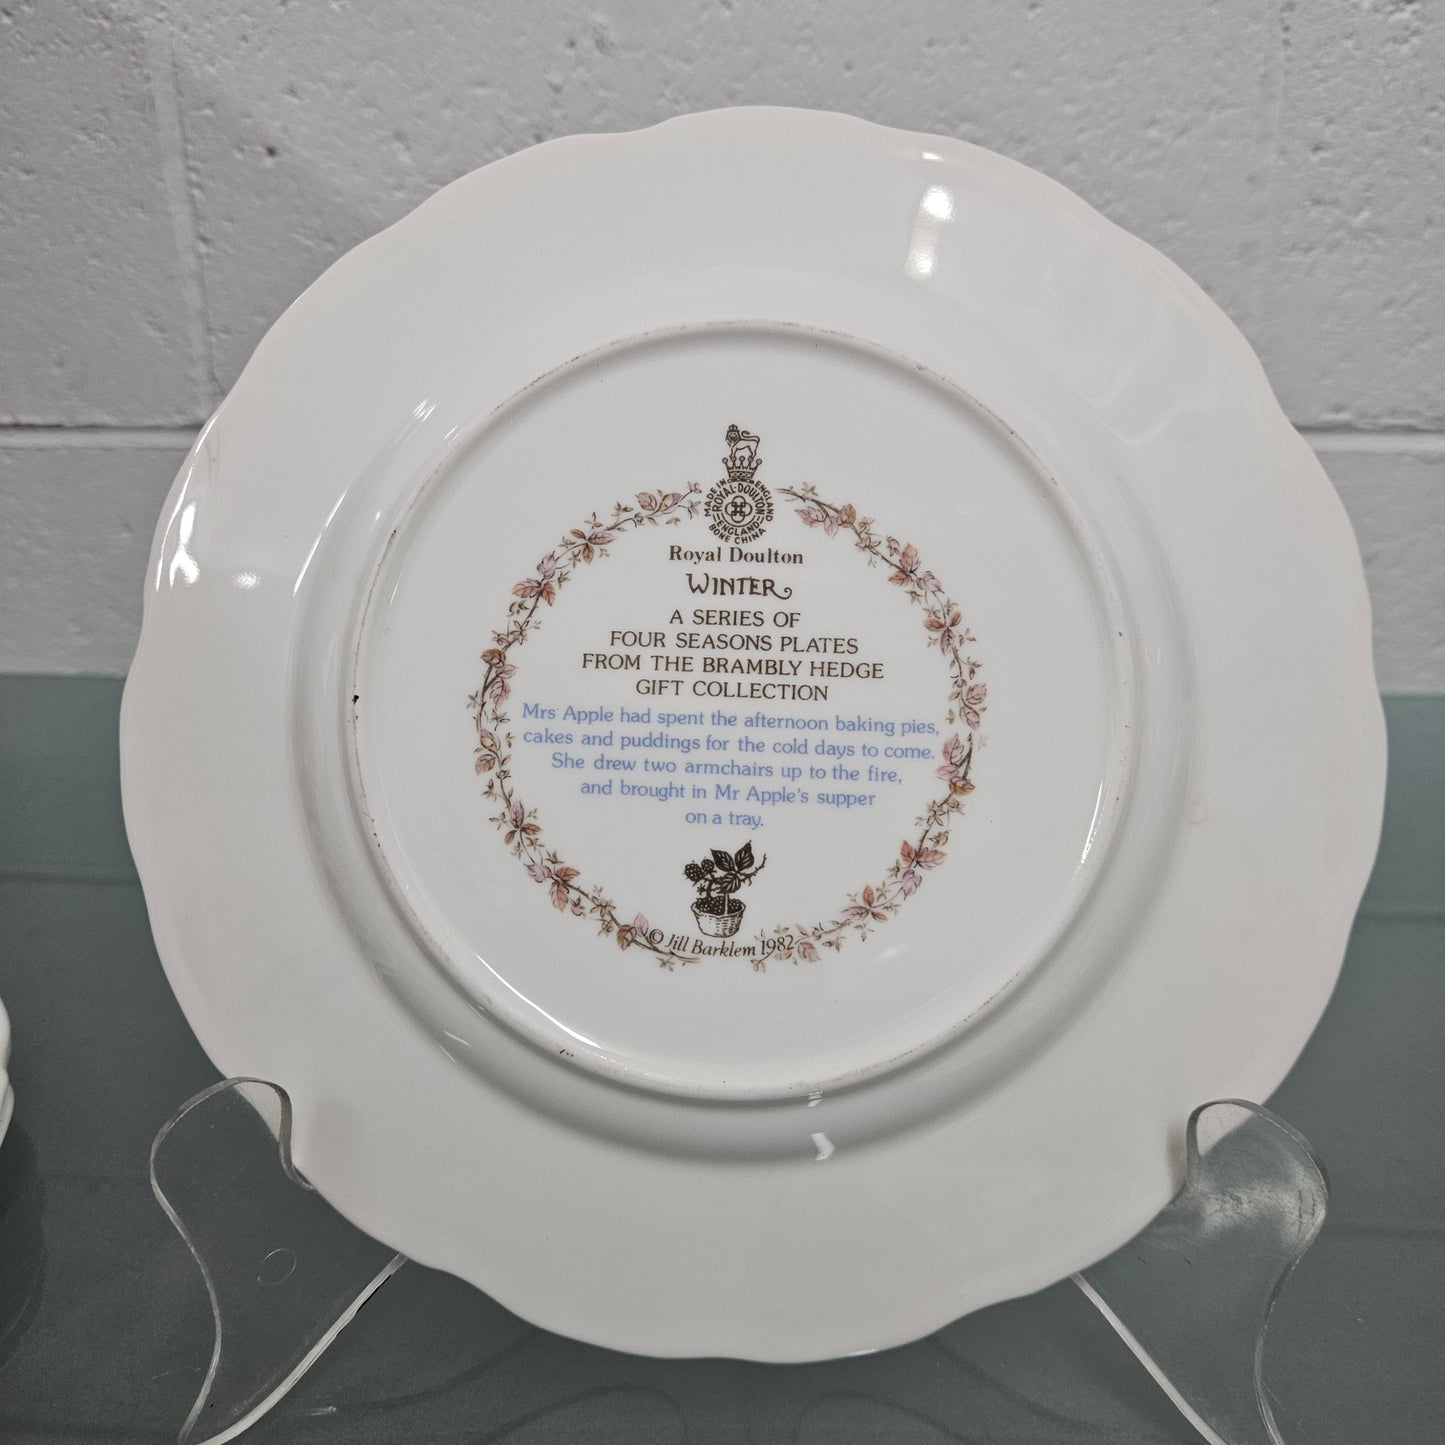 MADE IN ENGLAND
ROYAL·DOULTON
ENGLAND
BONE CHINA
Royal Doulton
WINTER
A SERIES OF
FOUR SEASONS PLATES
FROM THE BRAMBLY HEDGE
GIFT COLLECTION
Mrs Apple had spent the afternoon baking pies,
cakes and puddings for the cold days to come.
She drew two armchairs up to the fire,
and brought in Mr Apple's supper
on a tray.
© Jill Barklem 1982